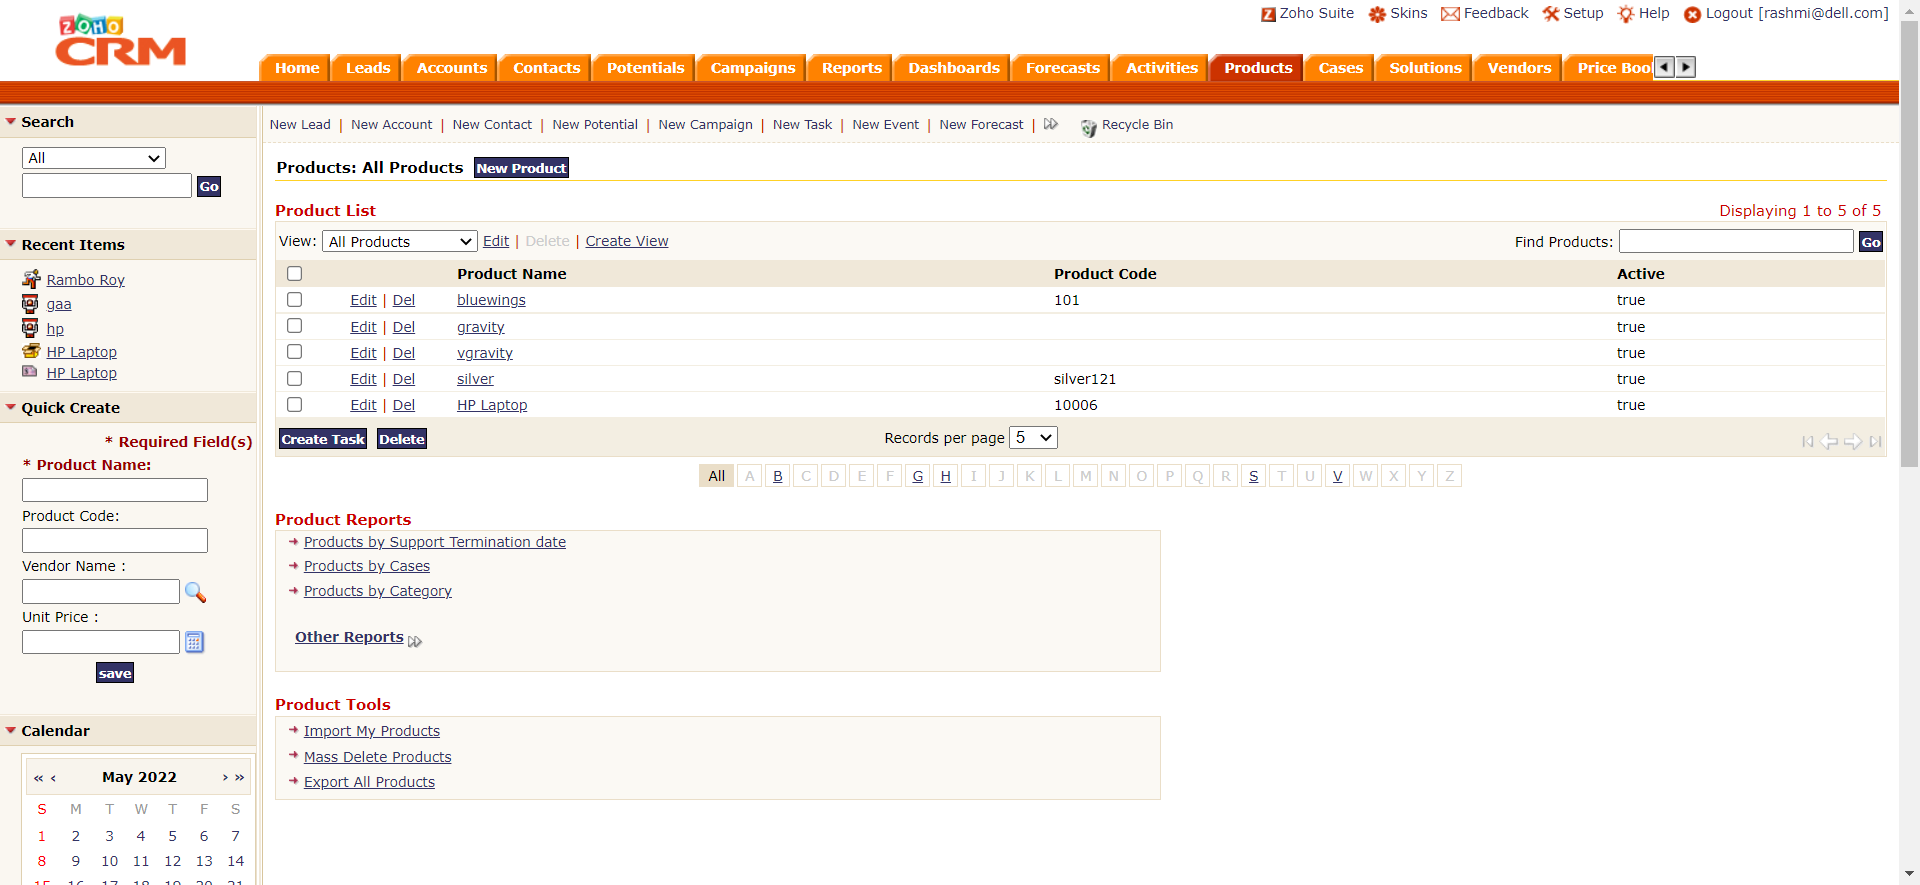 Zoho Suite Skins Feedback Setup Help Logout [rashmi@dell.com]
ZOHO
CRM
Home Leads Accounts Contacts Potentials Campaigns Reports Dashboards Forecasts Activities Products Cases Solutions Vendors Price Boo
New Lead | New Account | New Contact | New Potential | New Campaign | New Task | New Event | New Forecast | Recycle Bin
Search
All
Go
Recent Items
Rambo Roy
gaa
hp
HP Laptop
HP Laptop
Quick Create
* Required Field(s)
* Product Name:
Product Code:
Vendor Name :
Unit Price :
save
Calendar
« ‹ May 2022 › »
S M T W T F S
1 2 3 4 5 6 7
8 9 10 11 12 13 14
15 16 17 18 19 20 21
Products: All Products New Product
Product List Displaying 1 to 5 of 5
View: All Products Edit | Delete | Create View Find Products: Go
Product Name Product Code Active
Edit | Del bluewings 101 true
Edit | Del gravity true
Edit | Del vgravity true
Edit | Del silver silver121 true
Edit | Del HP Laptop 10006 true
Create Task Delete Records per page 5
All A B C D E F G H I J K L M N O P Q R S T U V W X Y Z
Product Reports
Products by Support Termination date
Products by Cases
Products by Category
Other Reports
Product Tools
Import My Products
Mass Delete Products
Export All Products